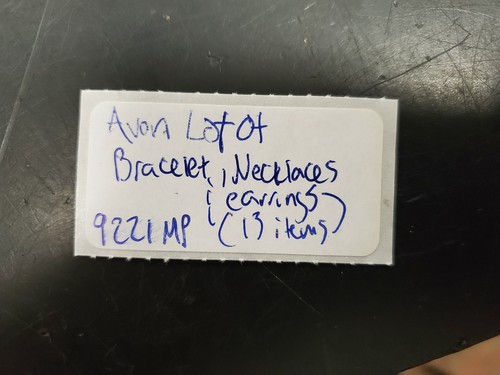 Avon Lot Of
Bracelet, Necklaces
; earrings
9221 MP (13 items)